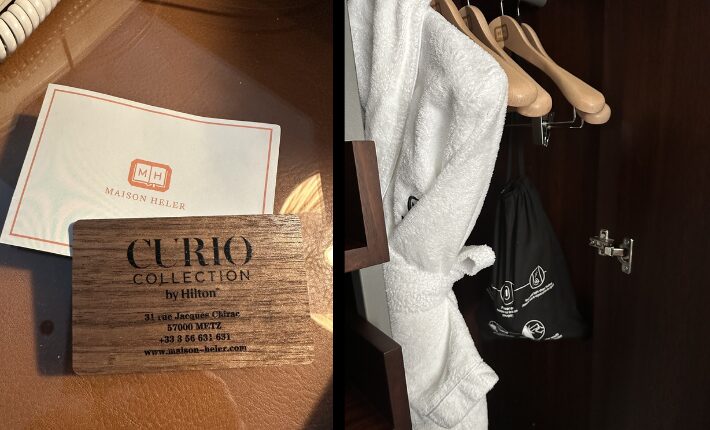 M H
MAISON HELER
CURIO
COLLECTION
by Hilton
31 rue Jacques Chirac
57000 METZ
+33 3 56 631 631
www.maison-heler.com